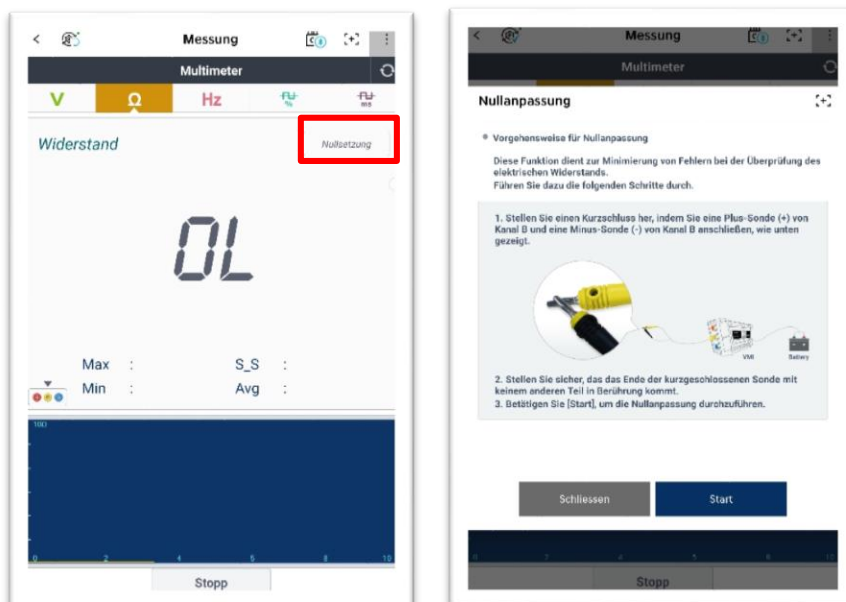 Messung
Multimeter
V Ω Hz % ms
Widerstand
Nullsetzung
OL
Max :
S_S :
Min :
Avg :
100
0 2 4 5 8 10
Stopp
Messung
Multimeter
Nullanpassung
Vorgehensweise für Nullanpassung
Diese Funktion dient zur Minimierung von Fehlern bei der Überprüfung des
elektrischen Widerstands.
Führen Sie dazu die folgenden Schritte durch.
1. Stellen Sie einen Kurzschluss her, indem Sie eine Plus-Sonde (+) von
Kanal B und eine Minus-Sonde (-) von Kanal B anschließen, wie unten
gezeigt.
VMI
Battery
2. Stellen Sie sicher, das das Ende der kurzgeschlossenen Sonde mit
keinem anderen Teil in Berührung kommt.
3. Betätigen Sie [Start], um die Nullanpassung durchzuführen.
Schliessen
Start
Stopp